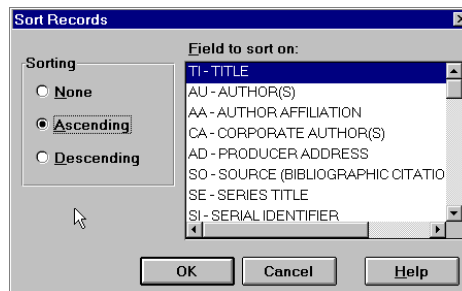 Sort Records
Sorting
None
Ascending
Descending
Field to sort on:
TI - TITLE
AU - AUTHOR(S)
AA - AUTHOR AFFILIATION
CA - CORPORATE AUTHOR(S)
AD - PRODUCER ADDRESS
SO - SOURCE (BIBLIOGRAPHIC CITATIO
SE - SERIES TITLE
SI - SERIAL IDENTIFIER
OK Cancel Help